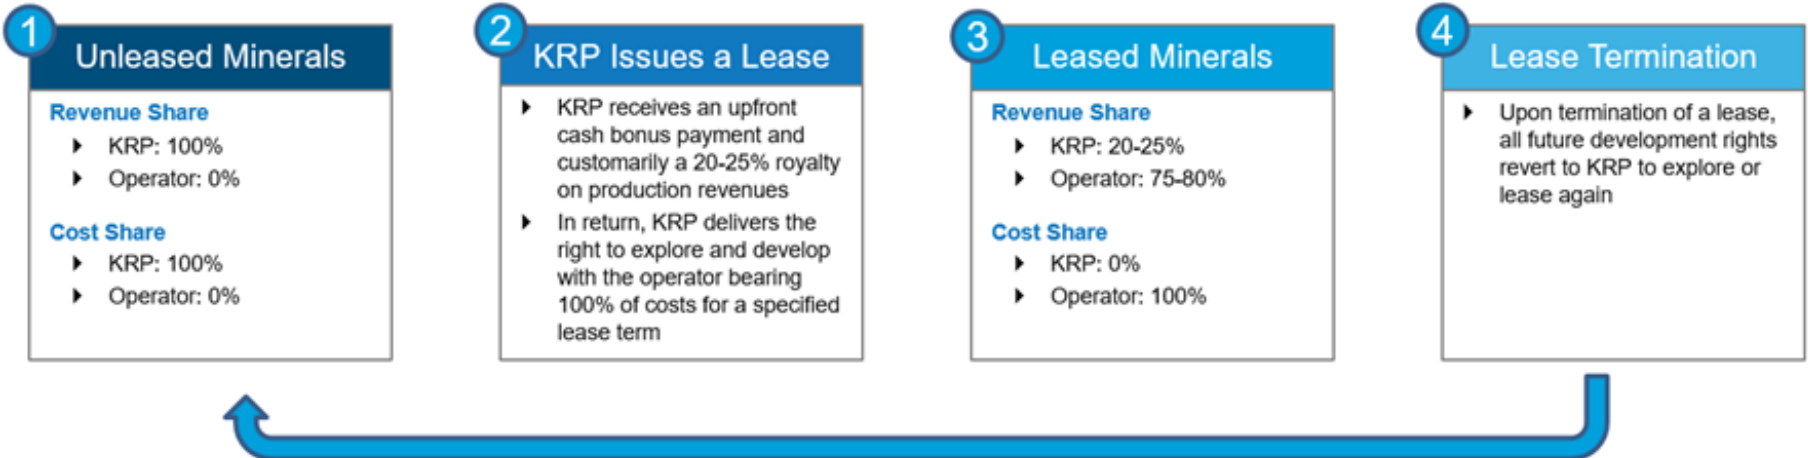 1
Unleased Minerals
Revenue Share
KRP: 100%
Operator: 0%
Cost Share
KRP: 100%
Operator: 0%
2
KRP Issues a Lease
KRP receives an upfront
cash bonus payment and
customarily a 20-25% royalty
on production revenues
In return, KRP delivers the
right to explore and develop
with the operator bearing
100% of costs for a specified
lease term
3
Leased Minerals
Revenue Share
KRP: 20-25%
Operator: 75-80%
Cost Share
KRP: 0%
Operator: 100%
4
Lease Termination
Upon termination of a lease,
all future development rights
revert to KRP to explore or
lease again